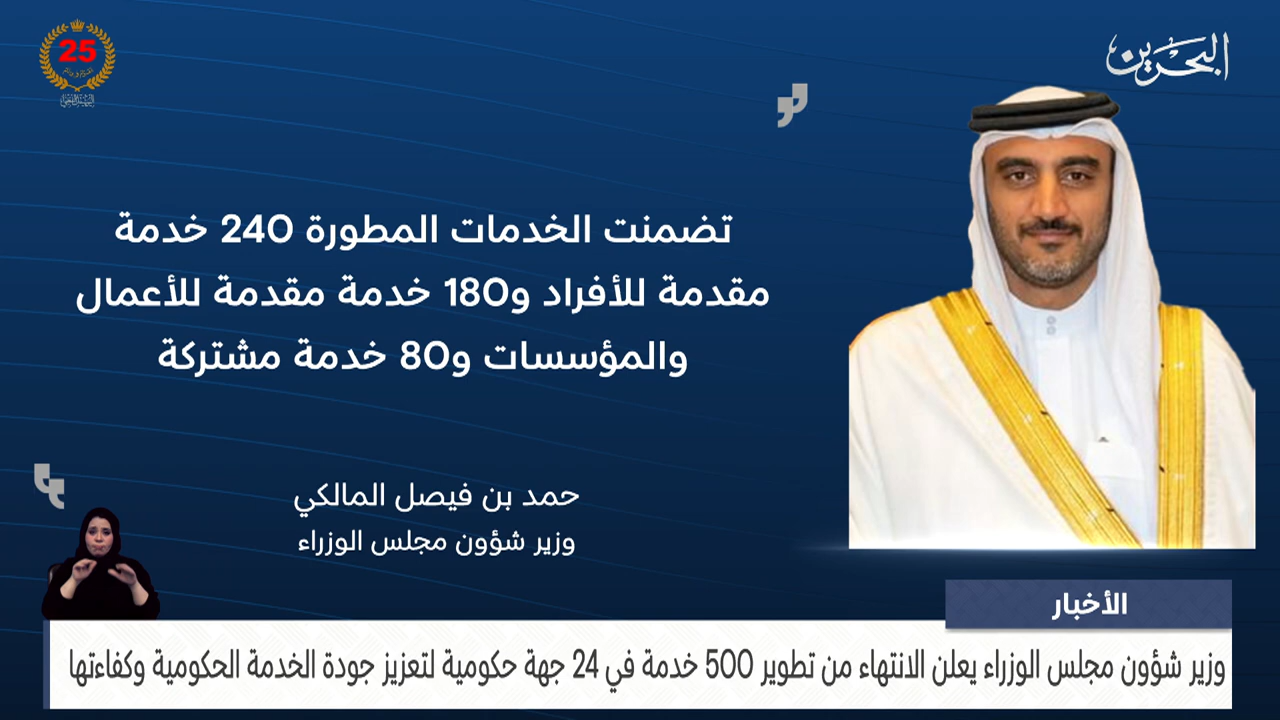 البحرين
25
تضمنت الخدمات المطورة 240 خدمة
مقدمة للأفراد و180 خدمة مقدمة للأعمال
والمؤسسات و80 خدمة مشتركة
حمد بن فيصل المالكي
وزير شؤون مجلس الوزراء
الأخبار
وزير شؤون مجلس الوزراء يعلن الانتهاء من تطوير 500 خدمة في 24 جهة حكومية لتعزيز جودة الخدمة الحكومية وكفاءتها